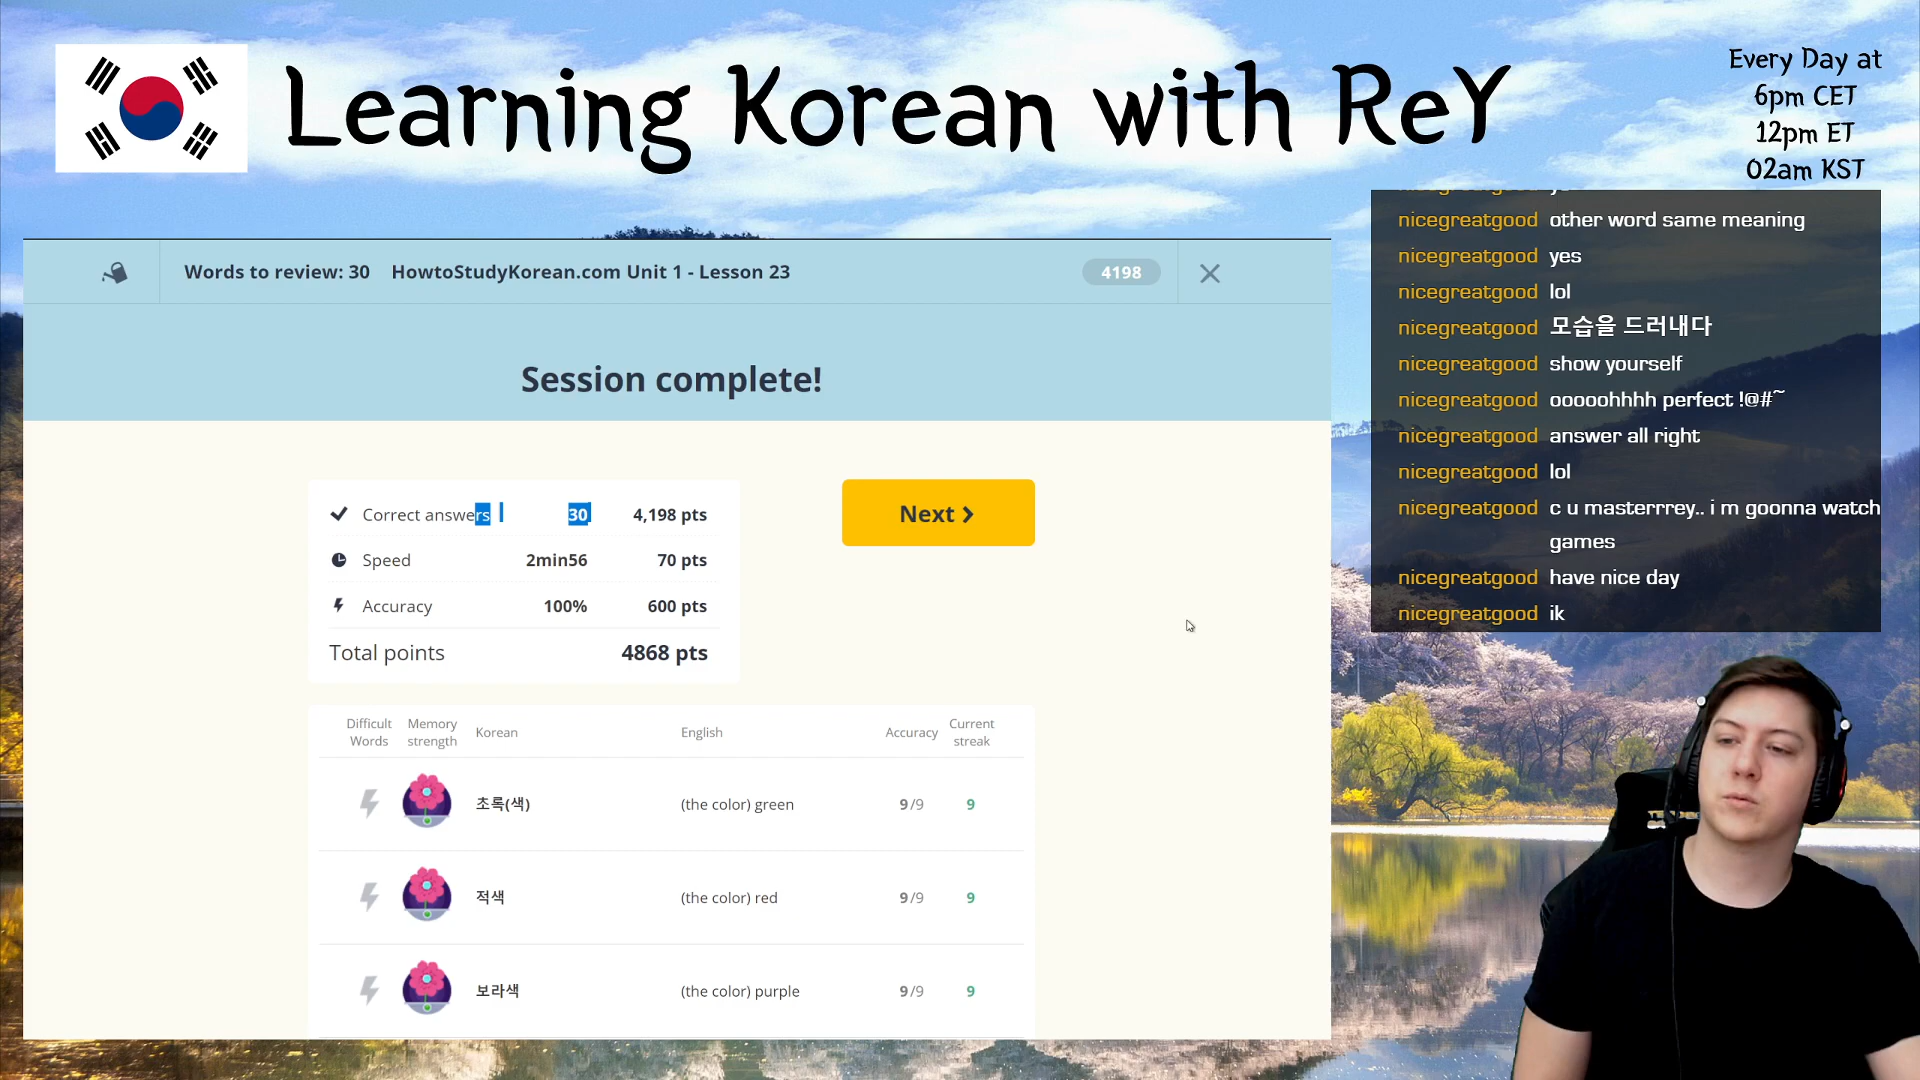 Learning Korean with ReY
Every Day at
6pm CET
12pm ET
02am KST
nicegreatgood other word same meaning
nicegreatgood yes
nicegreatgood lol
nicegreatgood 모습을 드러내다
nicegreatgood show yourself
nicegreatgood ooooohhhh perfect !@#~
nicegreatgood answer all right
nicegreatgood lol
nicegreatgood c u masterrrey.. i m goonna watch
games
nicegreatgood have nice day
nicegreatgood ik
Words to review: 30 HowtoStudyKorean.com Unit 1 - Lesson 23 4198
Session complete!
Correct answers 30 4,198 pts
Speed 2min56 70 pts
Accuracy 100% 600 pts
Total points 4868 pts
Next
Difficult Words Memory strength Korean English Accuracy Current streak
초록(색) (the color) green 9/9 9
적색 (the color) red 9/9 9
보라색 (the color) purple 9/9 9